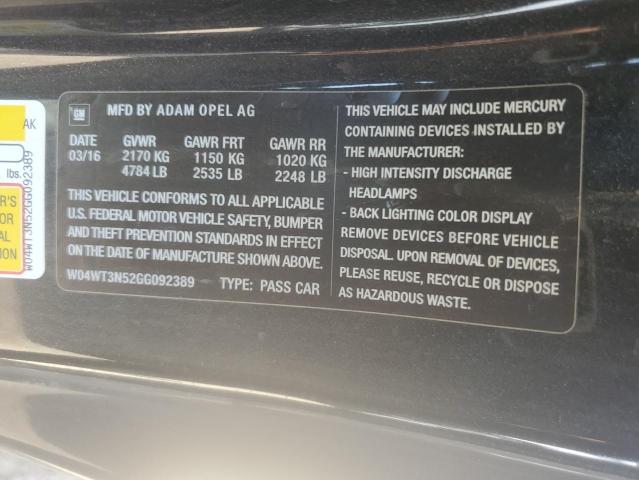 GM
MFD BY ADAM OPEL AG
DATE GVWR GAWR FRT GAWR RR
03/16 2170 KG 1150 KG 1020 KG
4784 LB 2535 LB 2248 LB
THIS VEHICLE CONFORMS TO ALL APPLICABLE
U.S. FEDERAL MOTOR VEHICLE SAFETY, BUMPER
AND THEFT PREVENTION STANDARDS IN EFFECT
ON THE DATE OF MANUFACTURE SHOWN ABOVE.
W04WT3N52GG092389 TYPE: PASS CAR
THIS VEHICLE MAY INCLUDE MERCURY
CONTAINING DEVICES INSTALLED BY
THE MANUFACTURER:
- HIGH INTENSITY DISCHARGE
HEADLAMPS
- BACK LIGHTING COLOR DISPLAY
REMOVE DEVICES BEFORE VEHICLE
DISPOSAL. UPON REMOVAL OF DEVICES,
PLEASE REUSE, RECYCLE OR DISPOSE
AS HAZARDOUS WASTE.
AK
lbs.
W04WT3N52GG092389
ER'S
OR
AL
TION